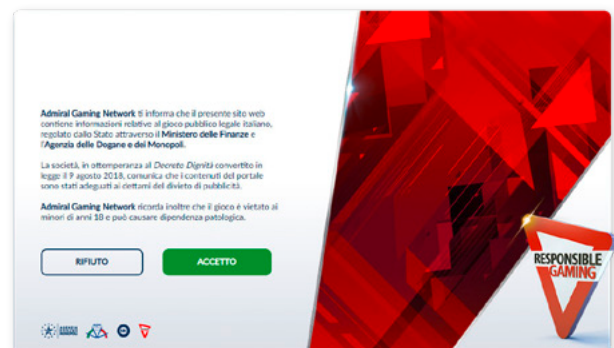 Admiral Gaming Network ti informa che il presente sito web
contiene informazioni relative al gioco pubblico legale italiano,
regolato dallo Stato attraverso il Ministero delle Finanze e
l'Agenzia delle Dogane e dei Monopoli.
La società, in ottemperanza al Decreto Dignità convertito in
legge il 9 agosto 2018, comunica che i contenuti del portale
sono stati adeguati ai dettami del divieto di pubblicità.
Admiral Gaming Network ricorda inoltre che il gioco è vietato ai
minori di anni 18 e può causare dipendenza patologica.
RIFIUTO
ACCETTO
RESPONSIBLE
GAMING